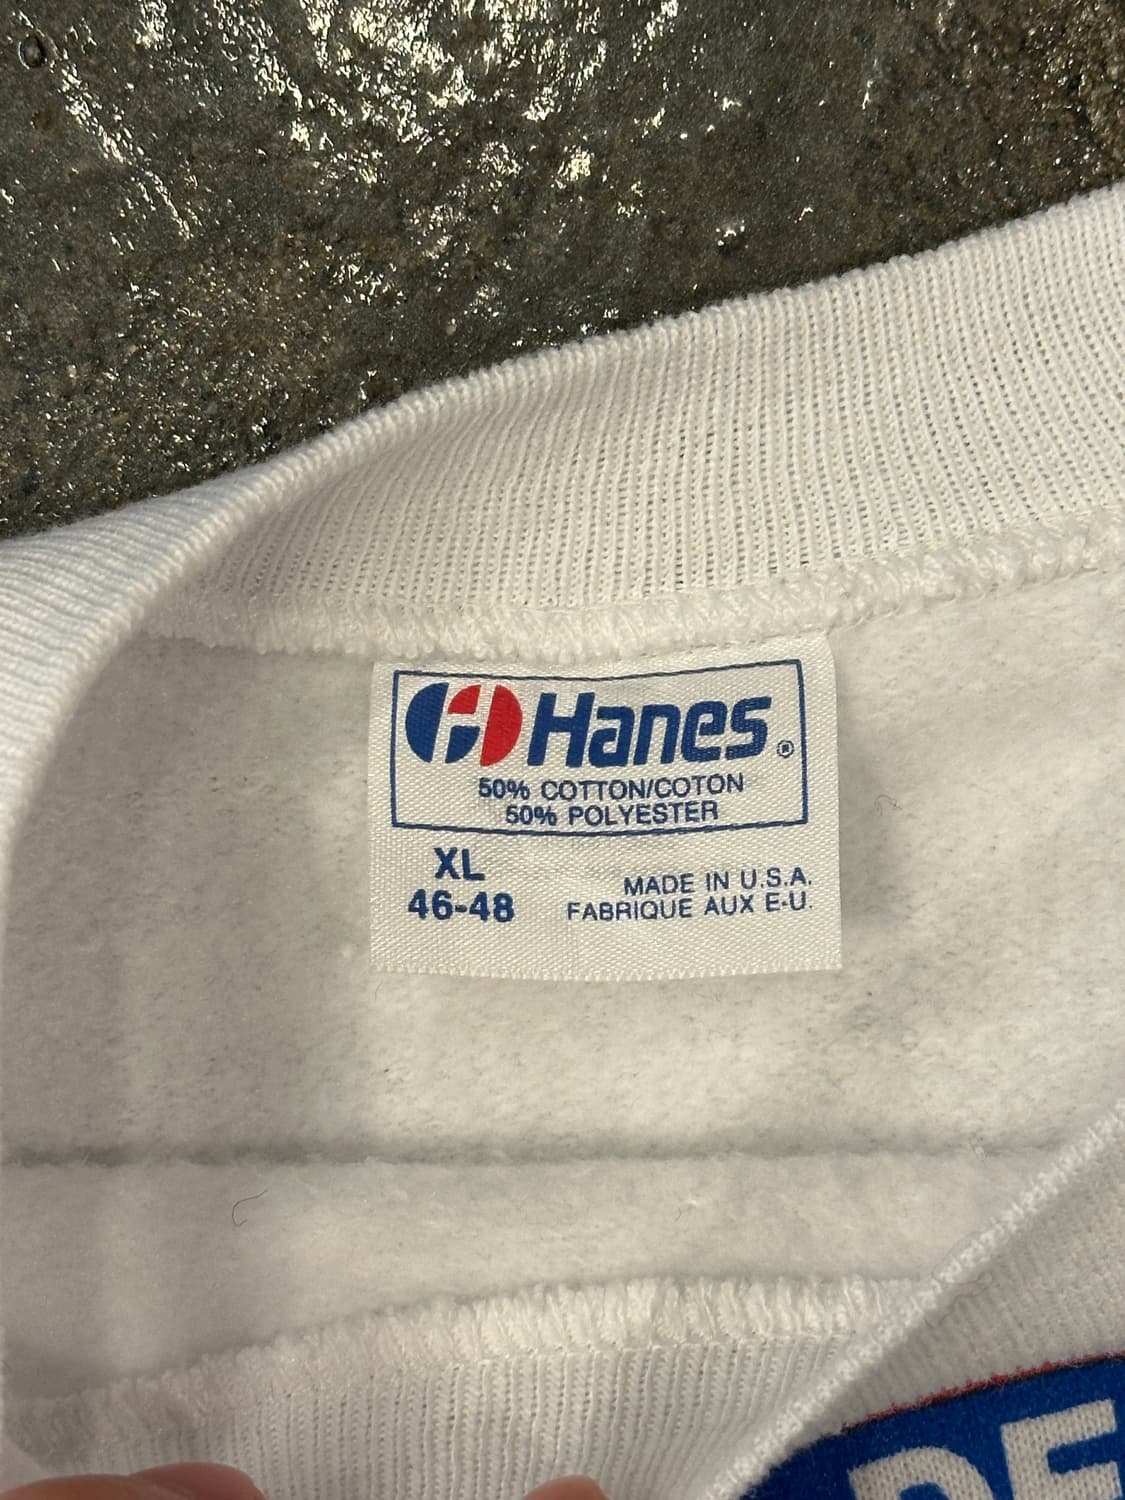 Hanes®
50% COTTON/COTON
50% POLYESTER
XL
46-48
MADE IN U.S.A.
FABRIQUE AUX E-U.